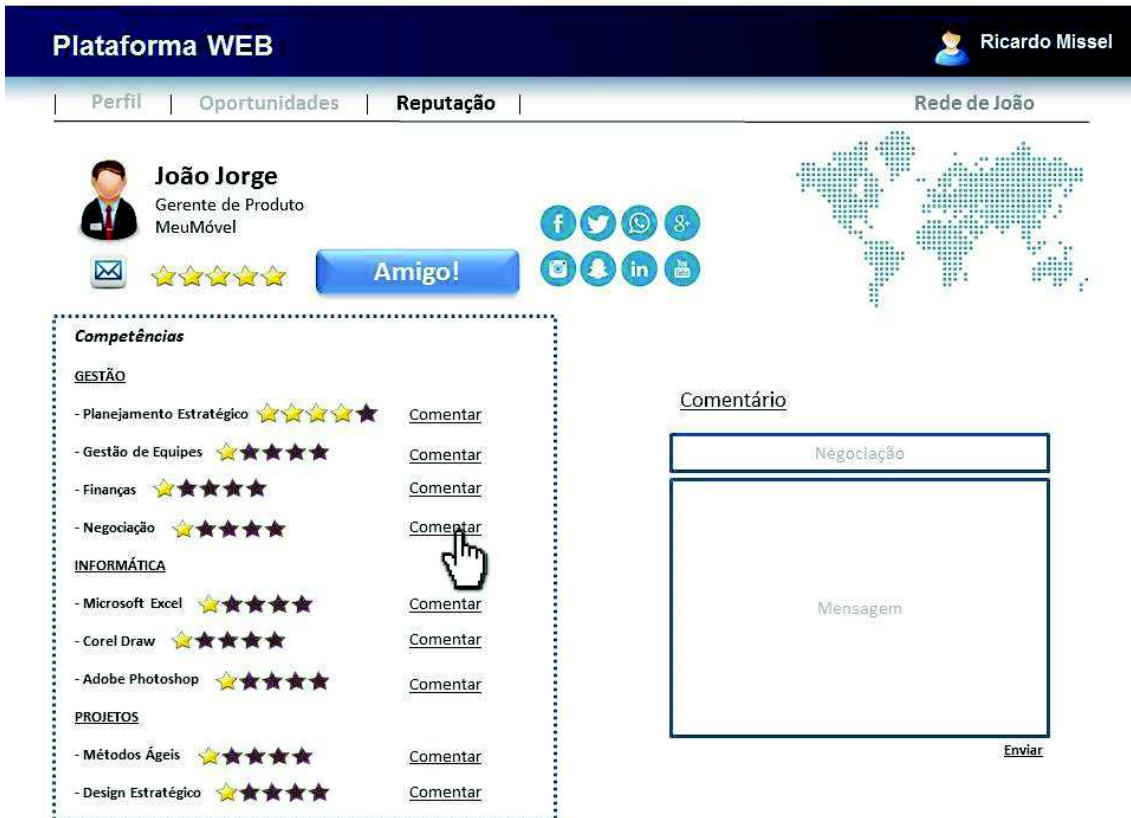 Plataforma WEB
Ricardo Missel
Perfil | Oportunidades | Reputação |
Rede de João
João Jorge
Gerente de Produto
MeuMóvel
Amigo!
Competências
GESTÃO
- Planejamento Estratégico Comentar
- Gestão de Equipes Comentar
- Finanças Comentar
- Negociação Comentar
INFORMÁTICA
- Microsoft Excel Comentar
- Corel Draw Comentar
- Adobe Photoshop Comentar
PROJETOS
- Métodos Ágeis Comentar
- Design Estratégico Comentar
Comentário
Negociação
Mensagem
Enviar